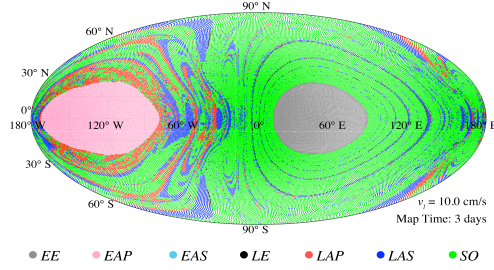 90° N
60° N
30° N
0°
180° W 120° W 60° W 0° 60° E 120° E 180° E
30° S
60° S
90° S
v_i = 10.0 cm/s
Map Time: 3 days
EE EAP EAS LE LAP LAS SO